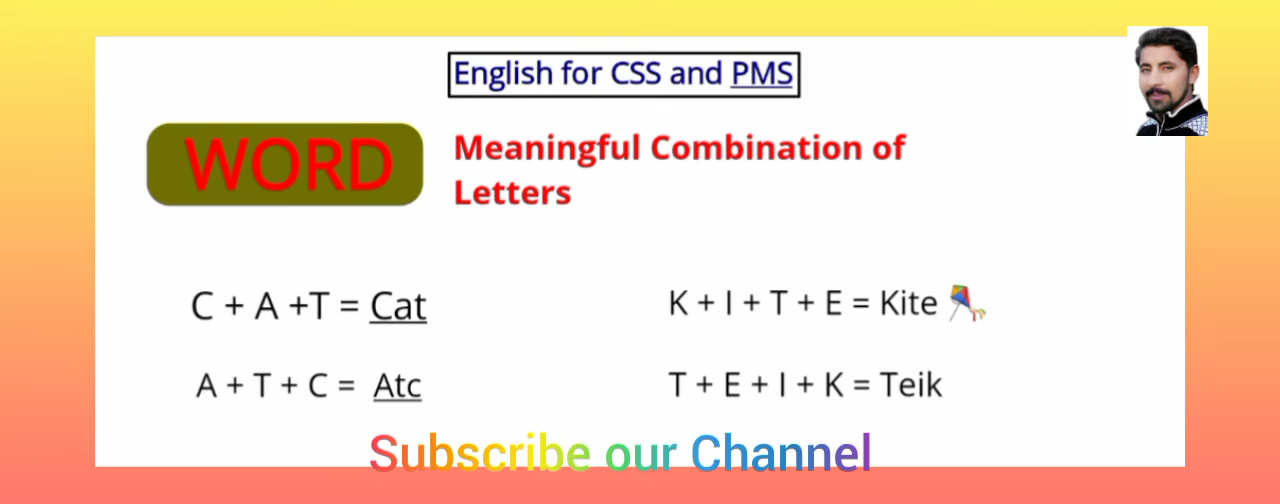 English for CSS and PMS
WORD
Meaningful Combination of
Letters
C + A +T = Cat
K + I + T + E = Kite
A + T + C = Atc
T + E + I + K = Teik
Subscribe our Channel